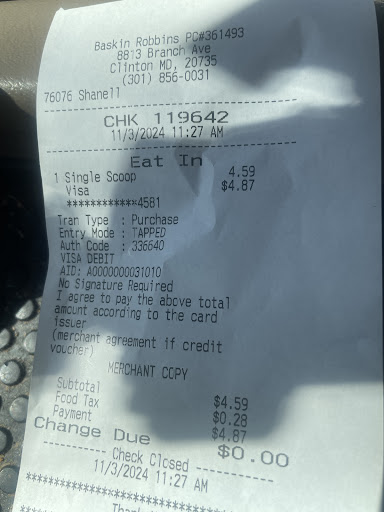 Baskin Robbins PC#361493
8813 Branch Ave
Clinton MD, 20735
(301) 856-0031
76076 Shanell
CHK 119642
11/3/2024 11:27 AM
Eat In
1 Single Scoop 4.59
Visa $4.87
************4581
Tran Type : Purchase
Entry Mode : TAPPED
Auth Code : 336640
VISA DEBIT
AID: A0000000031010
No Signature Required
I agree to pay the above total
amount according to the card
issuer
(merchant agreement if credit
voucher)
MERCHANT COPY
Subtotal $4.59
Food Tax $0.28
Payment $4.87
Change Due $0.00
---------- Check Closed ----------
11/3/2024 11:27 AM